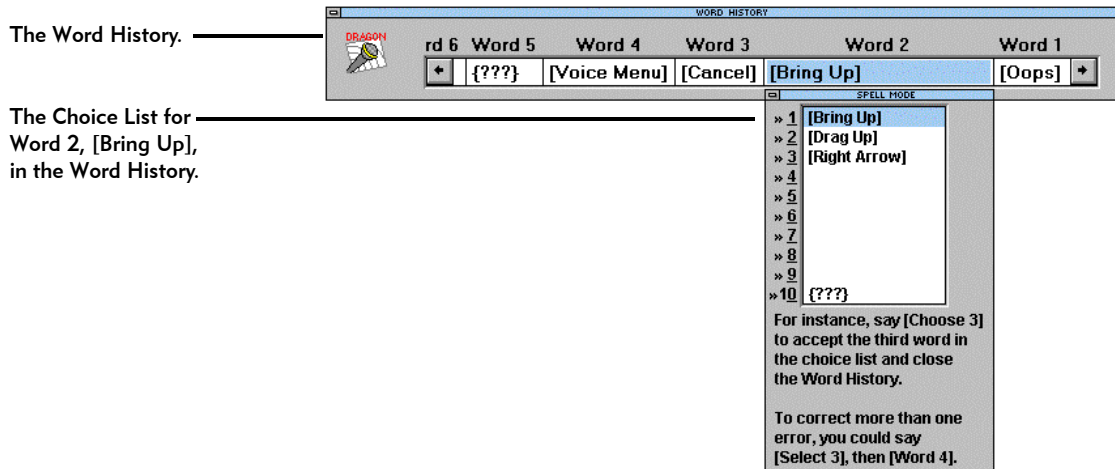 The Word History.
WORD HISTORY
DRAGON
rd 6 Word 5 Word 4 Word 3 Word 2 Word 1
{???} [Voice Menu] [Cancel] [Bring Up] [Oops]
The Choice List for
Word 2, [Bring Up],
in the Word History.
SPELL MODE
» 1 [Bring Up]
» 2 [Drag Up]
» 3 [Right Arrow]
» 4
» 5
» 6
» 7
» 8
» 9
»10 {???}
For instance, say [Choose 3]
to accept the third word in
the choice list and close
the Word History.
To correct more than one
error, you could say
[Select 3], then [Word 4].